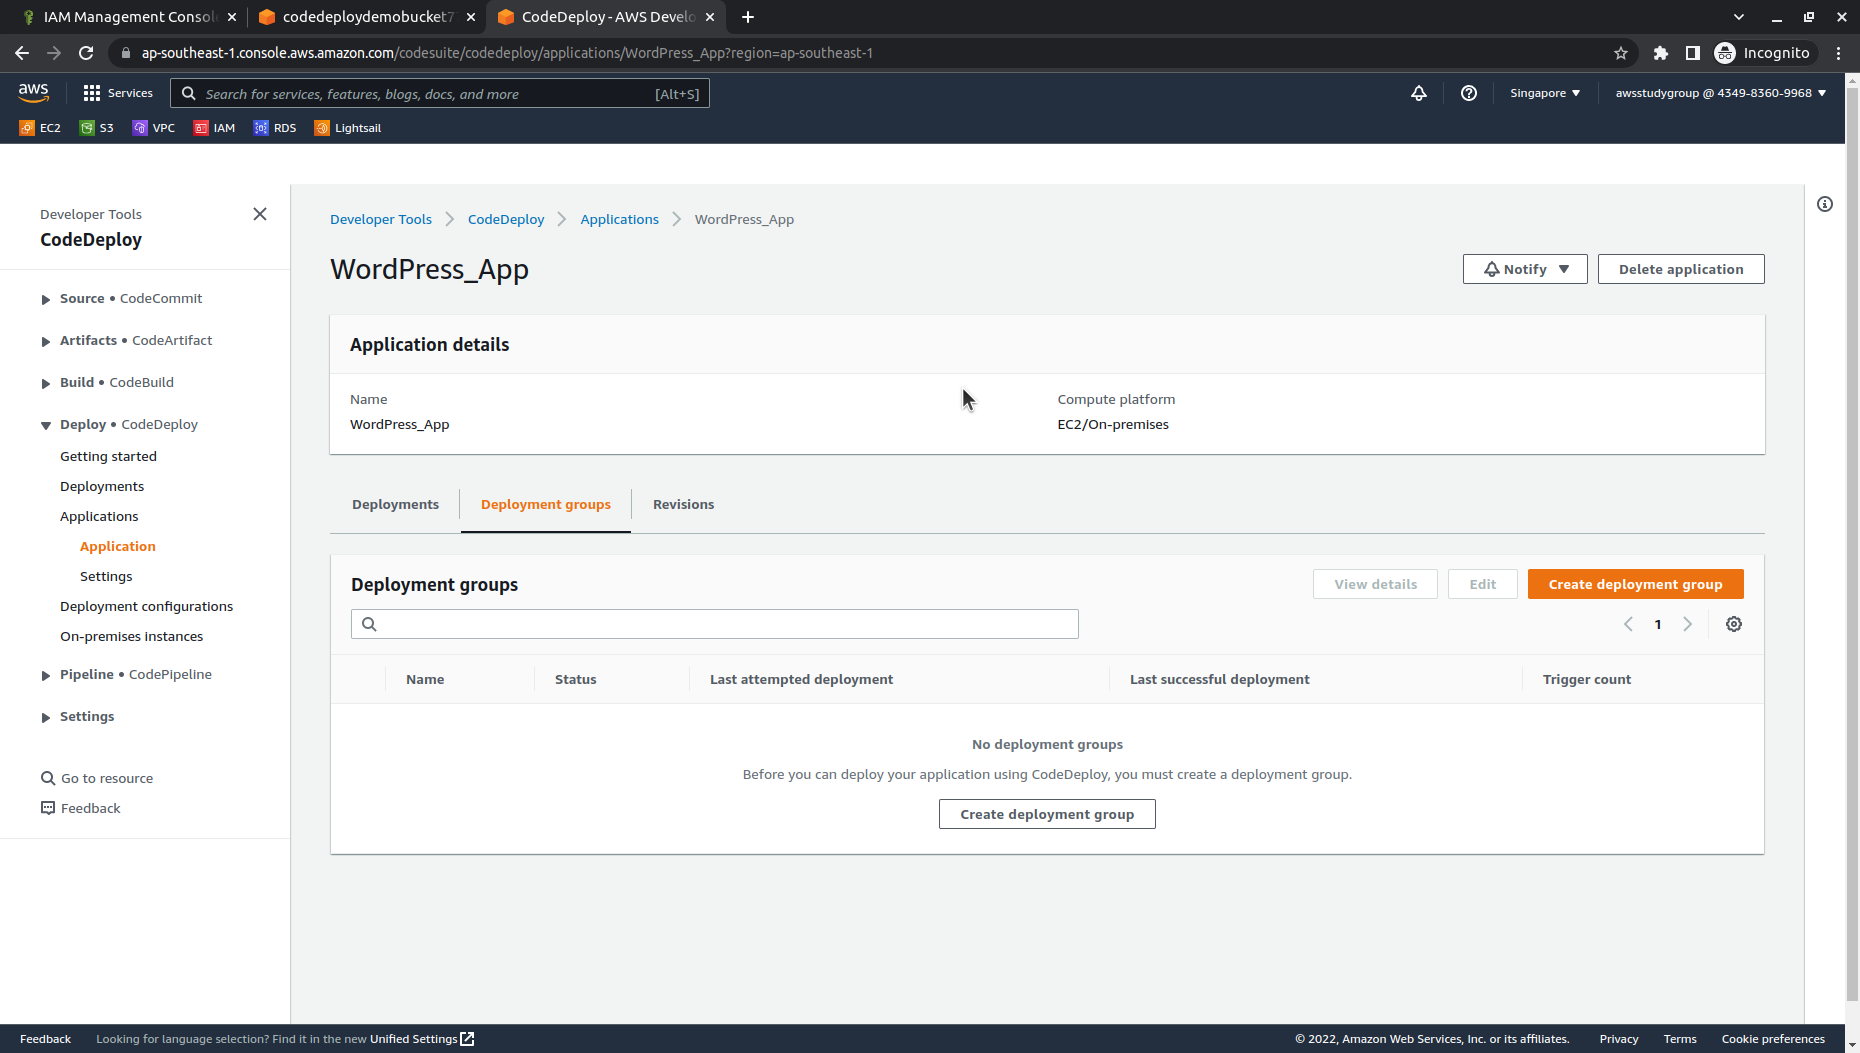 IAM Management Consol
codedeploydemobucket7
CodeDeploy - AWS Develo
ap-southeast-1.console.aws.amazon.com/codesuite/codedeploy/applications/WordPress_App?region=ap-southeast-1
Incognito
aws
Services
Search for services, features, blogs, docs, and more
[Alt+S]
Singapore
awsstudygroup @ 4349-8360-9968
EC2
S3
VPC
IAM
RDS
Lightsail
Developer Tools
CodeDeploy
Source • CodeCommit
Artifacts • CodeArtifact
Build • CodeBuild
Deploy • CodeDeploy
Getting started
Deployments
Applications
Application
Settings
Deployment configurations
On-premises instances
Pipeline • CodePipeline
Settings
Go to resource
Feedback
Developer Tools
CodeDeploy
Applications
WordPress_App
WordPress_App
Notify
Delete application
Application details
Name
WordPress_App
Compute platform
EC2/On-premises
Deployments
Deployment groups
Revisions
Deployment groups
View details
Edit
Create deployment group
1
Name
Status
Last attempted deployment
Last successful deployment
Trigger count
No deployment groups
Before you can deploy your application using CodeDeploy, you must create a deployment group.
Create deployment group
Feedback
Looking for language selection? Find it in the new Unified Settings
© 2022, Amazon Web Services, Inc. or its affiliates.
Privacy
Terms
Cookie preferences